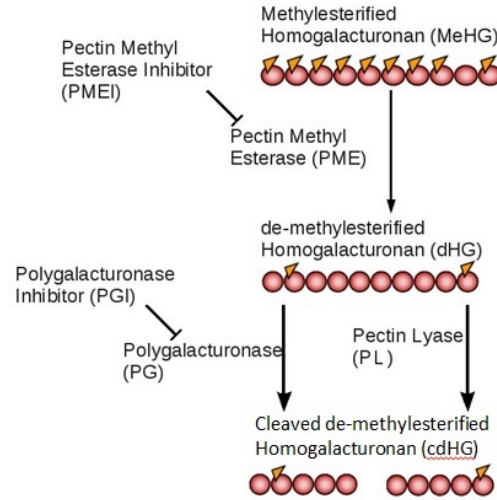 Methylesterified
Homogalacturonan (MeHG)
Pectin Methyl
Esterase Inhibitor
(PMEI)
Pectin Methyl
Esterase (PME)
de-methylesterified
Homogalacturonan (dHG)
Polygalacturonase
Inhibitor (PGI)
Polygalacturonase
(PG)
Pectin Lyase
(PL )
Cleaved de-methylesterified
Homogalacturonan (cdHG)